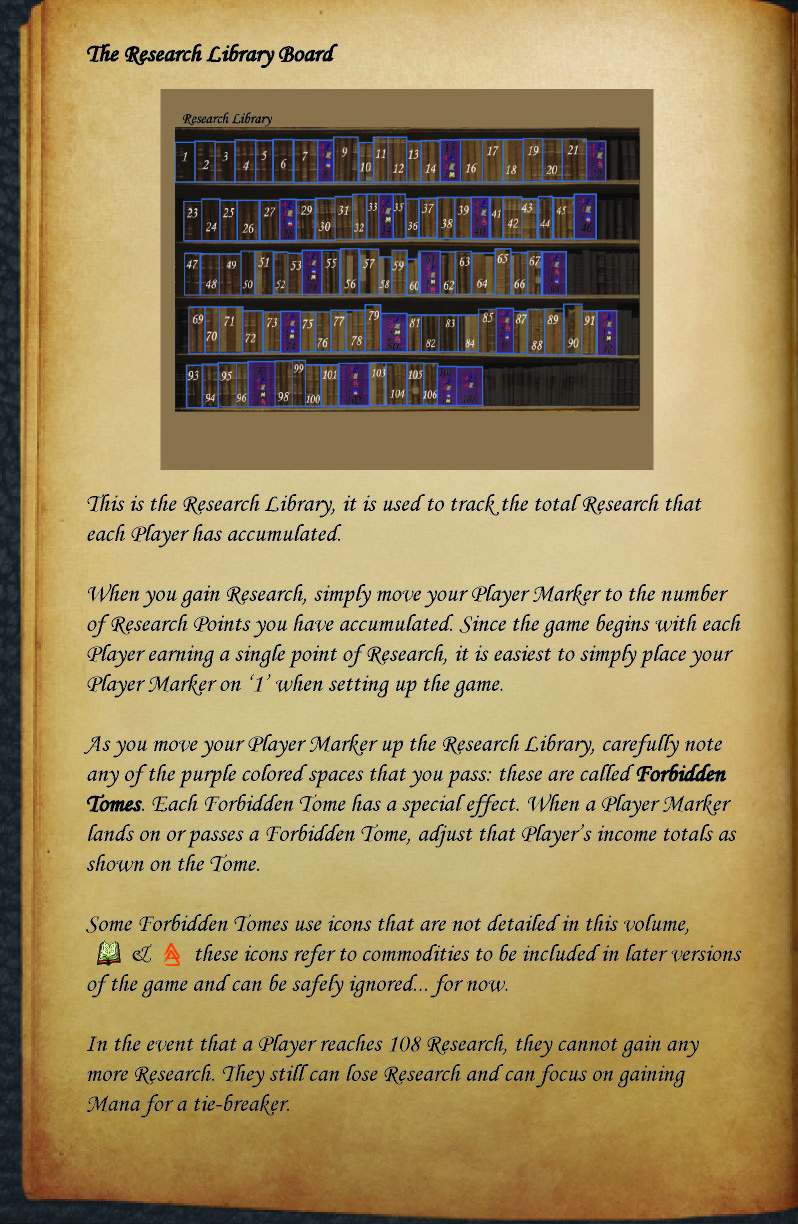 The Research Library Board
Research Library
1 2 3 4 5 6 7 8 9 10 11 12 13 14 15 16 17 18 19 20 21
23 24 25 26 27 28 29 30 31 32 33 34 35 36 37 38 39 40 41 42 43 44 45 46
47 48 49 50 51 52 53 55 56 57 58 59 60 61 62 63 64 65 66 67
69 70 71 72 73 75 76 77 78 79 80 81 82 83 84 85 87 88 89 90 91 92
93 94 95 96 98 99 100 101 102 103 104 105 106 108
This is the Research Library, it is used to track the total Research that
each Player has accumulated.
When you gain Research, simply move your Player Marker to the number
of Research Points you have accumulated. Since the game begins with each
Player earning a single point of Research, it is easiest to simply place your
Player Marker on ‘1’ when setting up the game.
As you move your Player Marker up the Research Library, carefully note
any of the purple colored spaces that you pass: these are called Forbidden
Tomes. Each Forbidden Tome has a special effect. When a Player Marker
lands on or passes a Forbidden Tome, adjust that Player’s income totals as
shown on the Tome.
Some Forbidden Tomes use icons that are not detailed in this volume,
& these icons refer to commodities to be included in later versions
of the game and can be safely ignored... for now.
In the event that a Player reaches 108 Research, they cannot gain any
more Research. They still can lose Research and can focus on gaining
Mana for a tie-breaker.